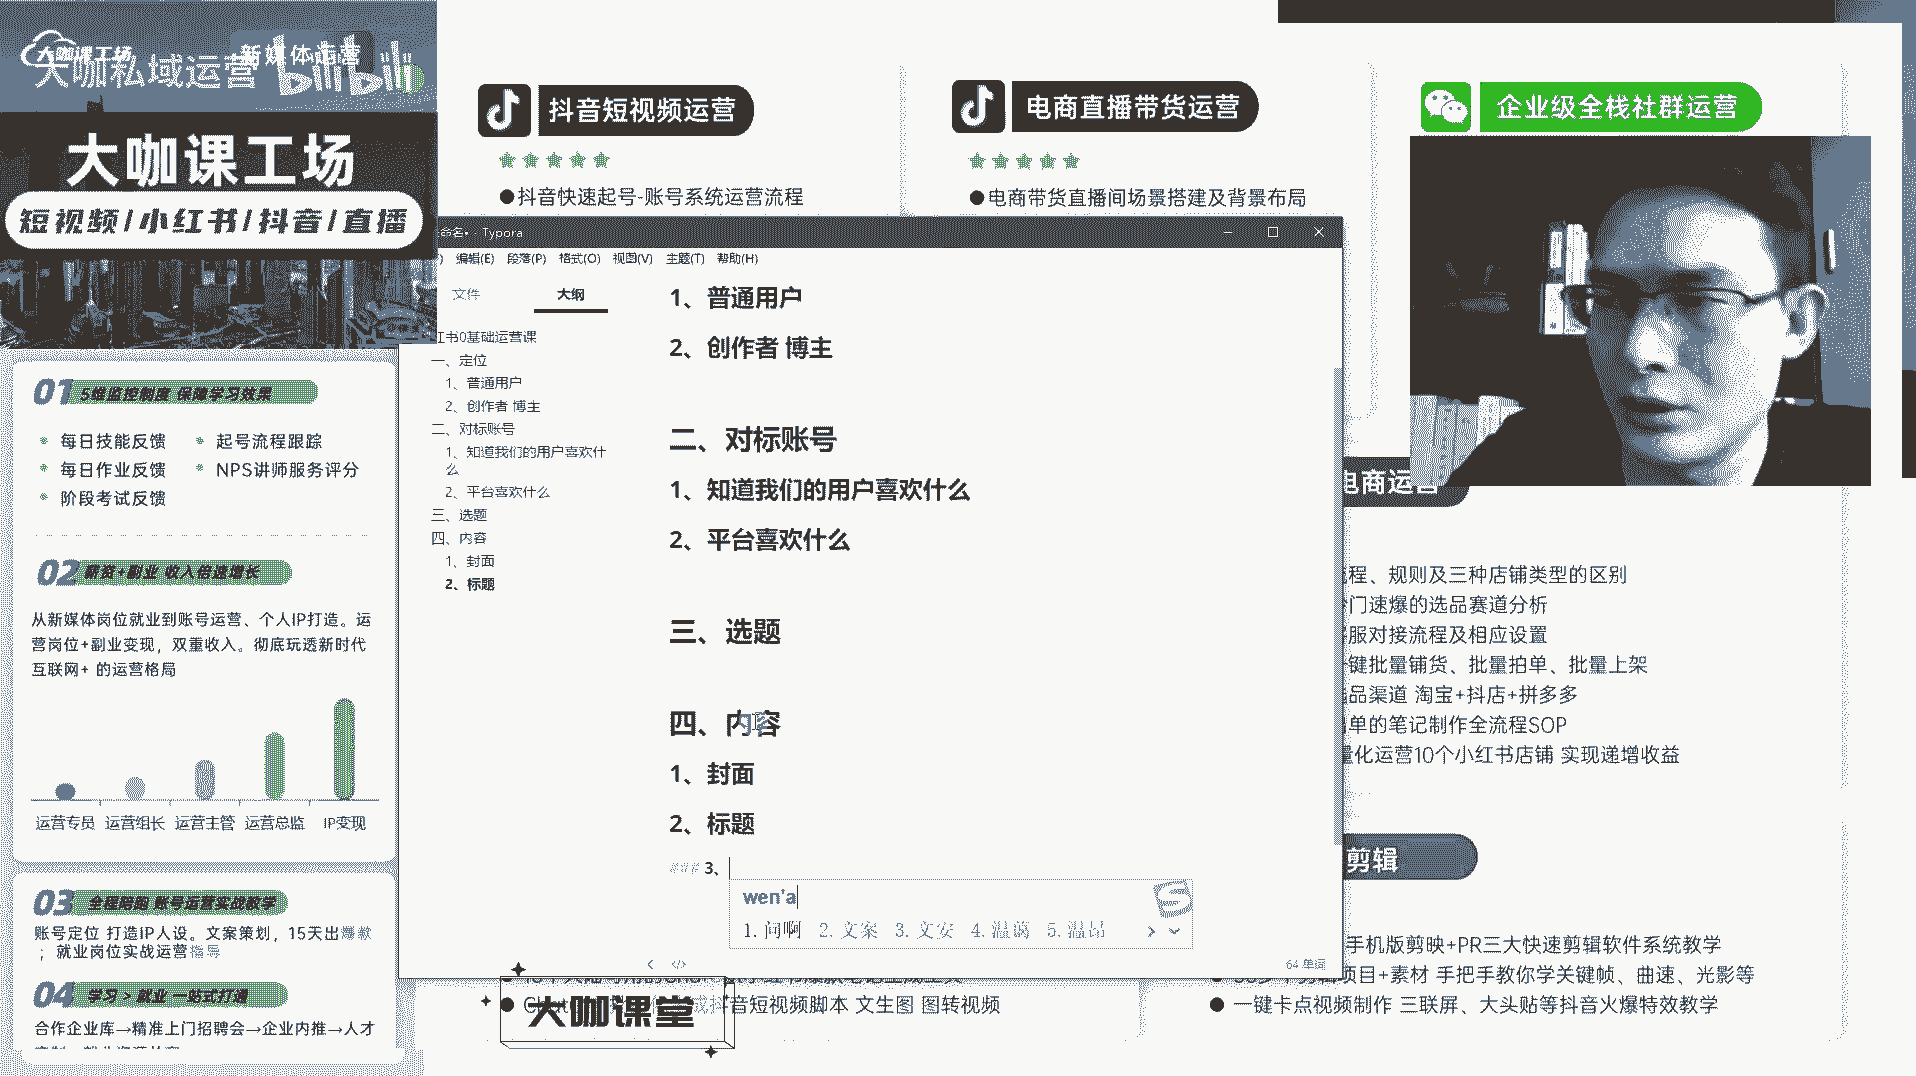 大咖课工场
新媒体运营
大咖私域运营
bilibili
大咖课工场
短视频/小红书/抖音/直播
01 5维监控制度 保障学习效果
每日技能反馈
起号流程跟踪
每日作业反馈
NPS讲师服务评分
阶段考试反馈
02 薪资+副业 收入倍速增长
从新媒体岗位就业到账号运营、个人IP打造。运
营岗位+副业变现，双重收入。彻底玩透新时代
互联网+ 的运营格局
运营专员 运营组长 运营主管 运营总监 IP变现
03 全程陪跑 账号运营实战教学
账号定位 打造IP人设。文案策划，15天出爆款
；就业岗位实战运营指导
04 学习 > 就业 一站式打通
合作企业库→精准上门招聘会→企业内推→人才
抖音短视频运营
●抖音快速起号-账号系统运营流程
电商直播带货运营
●电商带货直播间场景搭建及背景布局
企业级全栈社群运营
命名• - Typora
) 编辑(E) 段落(P) 格式(O) 视图(V) 主题(T) 帮助(H)
文件 大纲
书0基础运营课
一、定位
1、普通用户
2、创作者 博主
二、对标账号
1、知道我们的用户喜欢什
么
2、平台喜欢什么
三、选题
四、内容
1、封面
2、标题
1、普通用户
2、创作者 博主
二、对标账号
1、知道我们的用户喜欢什么
2、平台喜欢什么
三、选题
四、内容
1、封面
2、标题
### 3、
wen'a
1. 问啊 2. 文案 3. 文安 4. 温蔼 5. 温昂
64 单词
电商运营
程、规则及三种店铺类型的区别
门速爆的选品赛道分析
服对接流程及相应设置
键批量铺货、批量拍单、批量上架
品渠道 淘宝+抖店+拼多多
单的笔记制作全流程SOP
量化运营10个小红书店铺 实现递增收益
剪辑
手机版剪映+PR三大快速剪辑软件系统教学
项目+素材 手把手教你学关键帧、曲速、光影等
● 一键卡点视频制作 三联屏、大头贴等抖音火爆特效教学
抖音短视频脚本 文生图 图转视频
大咖课堂